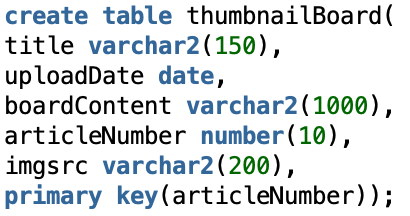 create table thumbnailBoard(
title varchar2(150),
uploadDate date,
boardContent varchar2(1000),
articleNumber number(10),
imgsrc varchar2(200),
primary key(articleNumber));